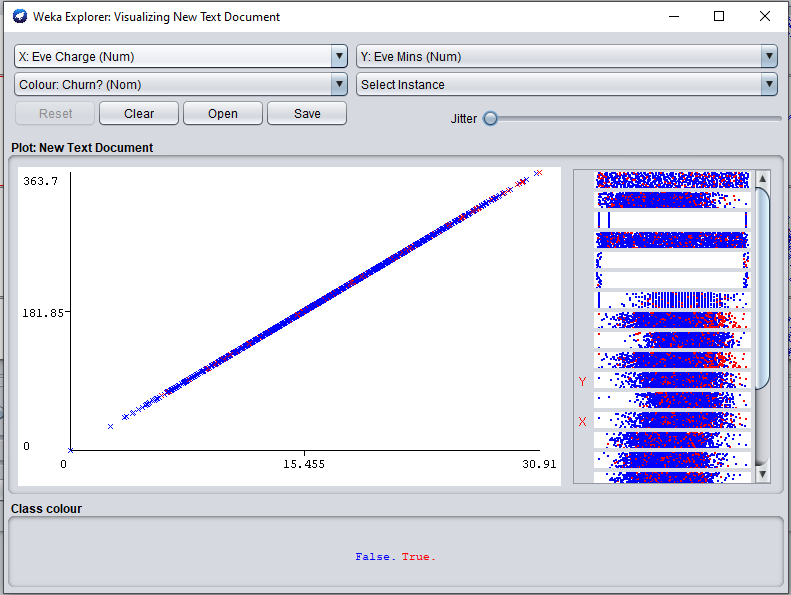 Weka Explorer: Visualizing New Text Document
X: Eve Charge (Num) Y: Eve Mins (Num)
Colour: Churn? (Nom) Select Instance
Reset Clear Open Save Jitter
Plot: New Text Document
363.7
181.85
0
0 15.455 30.91
Y
X
Class colour
False. True.